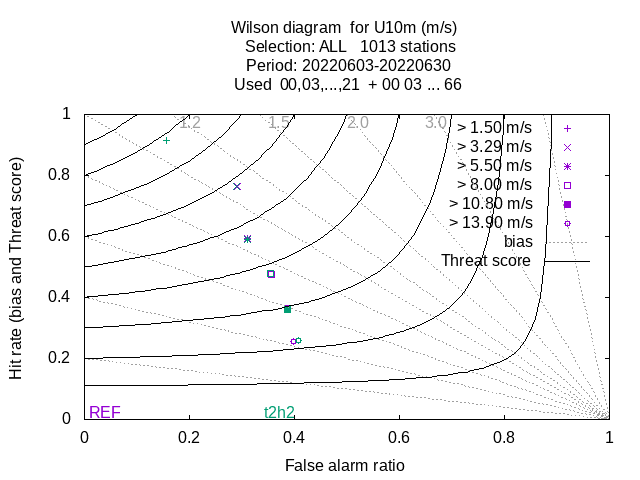 Wilson diagram  for U10m (m/s)
Selection: ALL   1013 stations
Period: 20220603-20220630
Used  00,03,...,21  + 00 03 ... 66
1
1.2
1.5
2.0
3.0
> 1.50 m/s
> 3.29 m/s
> 5.50 m/s
> 8.00 m/s
> 10.80 m/s
> 13.90 m/s
bias
Threat score
0.8
0.6
0.4
0.2
0
Hit rate (bias and Threat score)
REF
t2h2
0
0.2
0.4
0.6
0.8
1
False alarm ratio